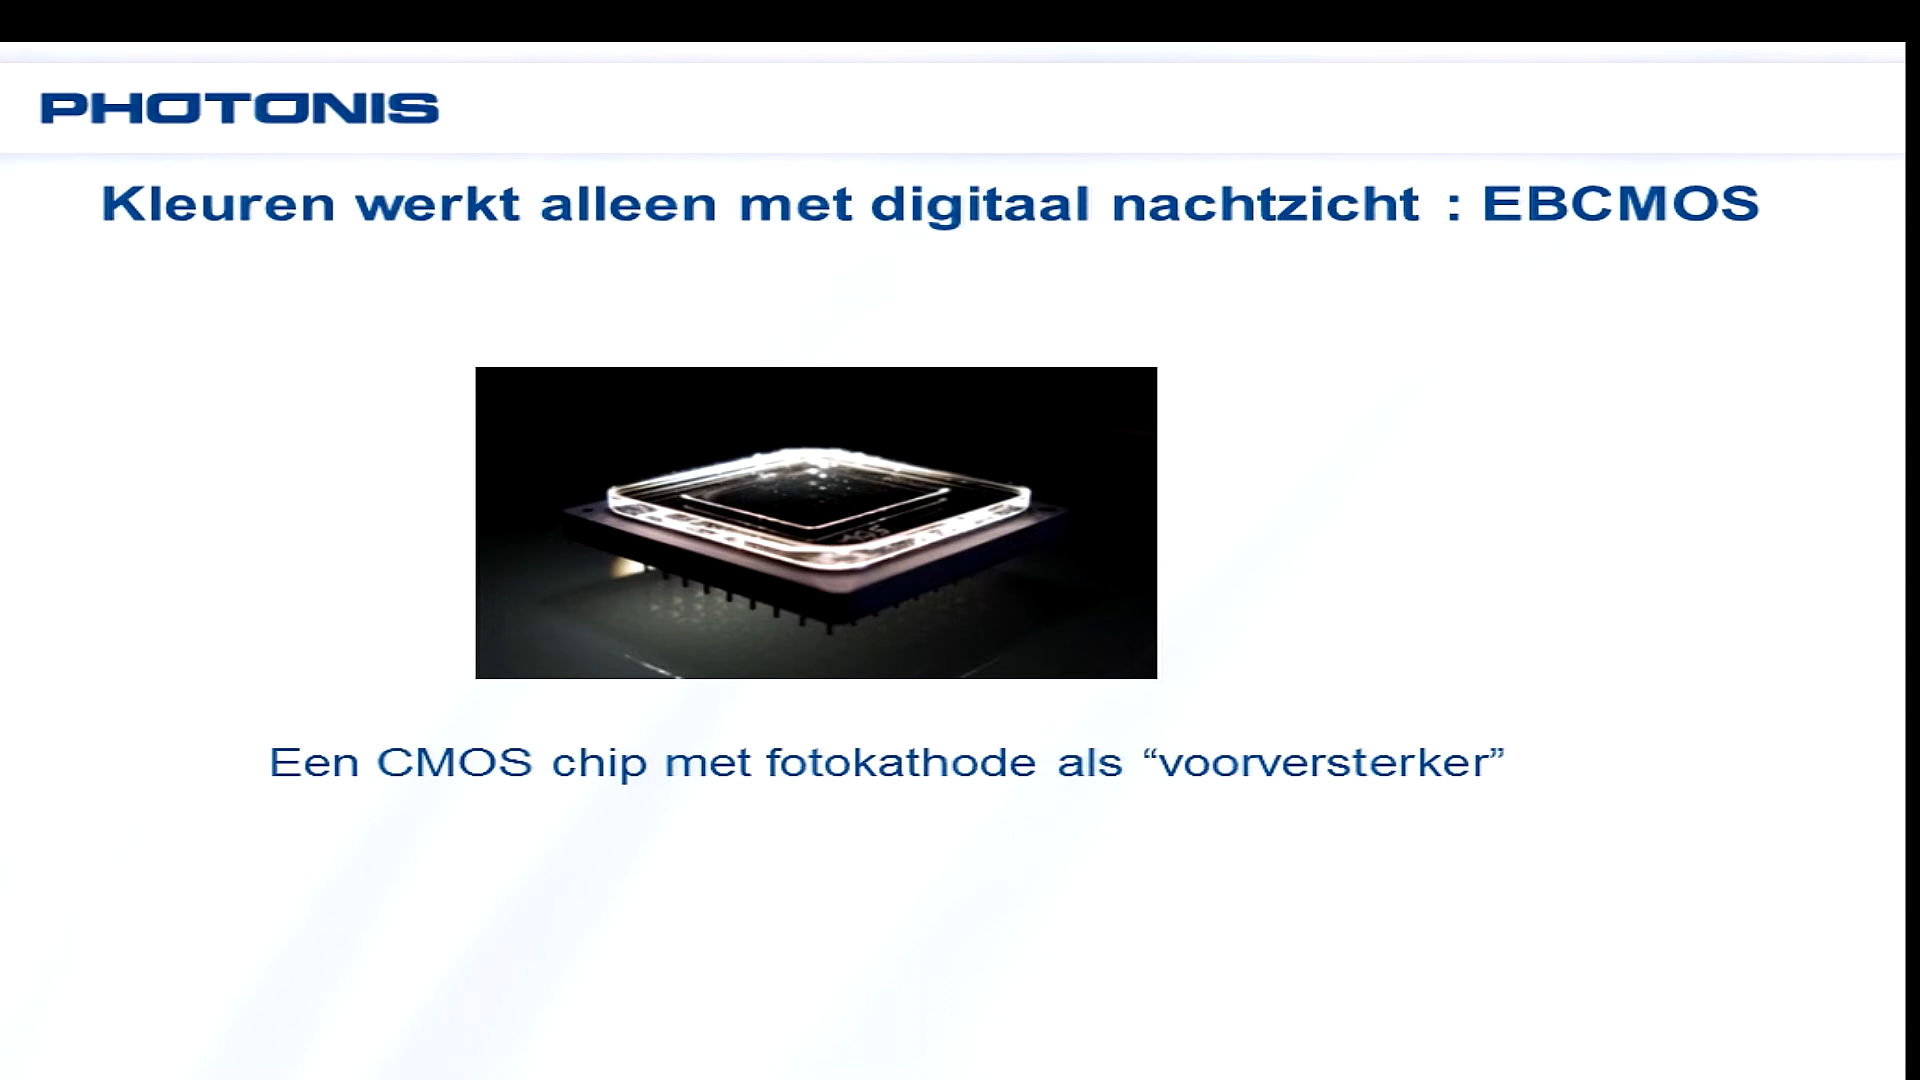 PHOTONIS
Kleuren werkt alleen met digitaal nachtzicht : EBCMOS
Een CMOS chip met fotokathode als “voorversterker”